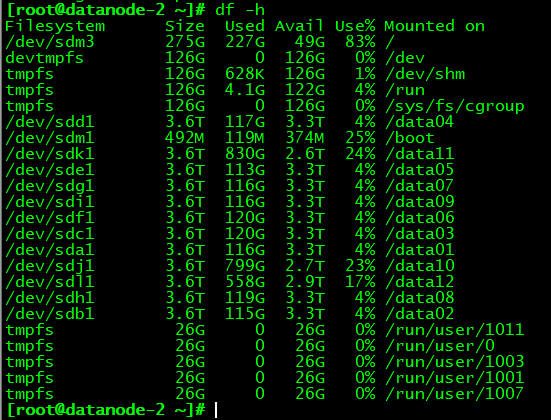 [root@datanode-2 ~]# df -h
Filesystem      Size  Used Avail Use% Mounted on
/dev/sdm3       275G  227G   49G  83% /
devtmpfs        126G     0  126G   0% /dev
tmpfs           126G  628K  126G   1% /dev/shm
tmpfs           126G  4.1G  122G   4% /run
tmpfs           126G     0  126G   0% /sys/fs/cgroup
/dev/sdd1       3.6T  117G  3.3T   4% /data04
/dev/sdm1       492M  119M  374M  25% /boot
/dev/sdk1       3.6T  830G  2.6T  24% /data11
/dev/sde1       3.6T  113G  3.3T   4% /data05
/dev/sdg1       3.6T  116G  3.3T   4% /data07
/dev/sdi1       3.6T  116G  3.3T   4% /data09
/dev/sdf1       3.6T  120G  3.3T   4% /data06
/dev/sdc1       3.6T  120G  3.3T   4% /data03
/dev/sda1       3.6T  116G  3.3T   4% /data01
/dev/sdj1       3.6T  799G  2.7T  23% /data10
/dev/sdl1       3.6T  558G  2.9T  17% /data12
/dev/sdh1       3.6T  119G  3.3T   4% /data08
/dev/sdb1       3.6T  115G  3.3T   4% /data02
tmpfs            26G     0   26G   0% /run/user/1011
tmpfs            26G     0   26G   0% /run/user/0
tmpfs            26G     0   26G   0% /run/user/1003
tmpfs            26G     0   26G   0% /run/user/1001
tmpfs            26G     0   26G   0% /run/user/1007
[root@datanode-2 ~]#